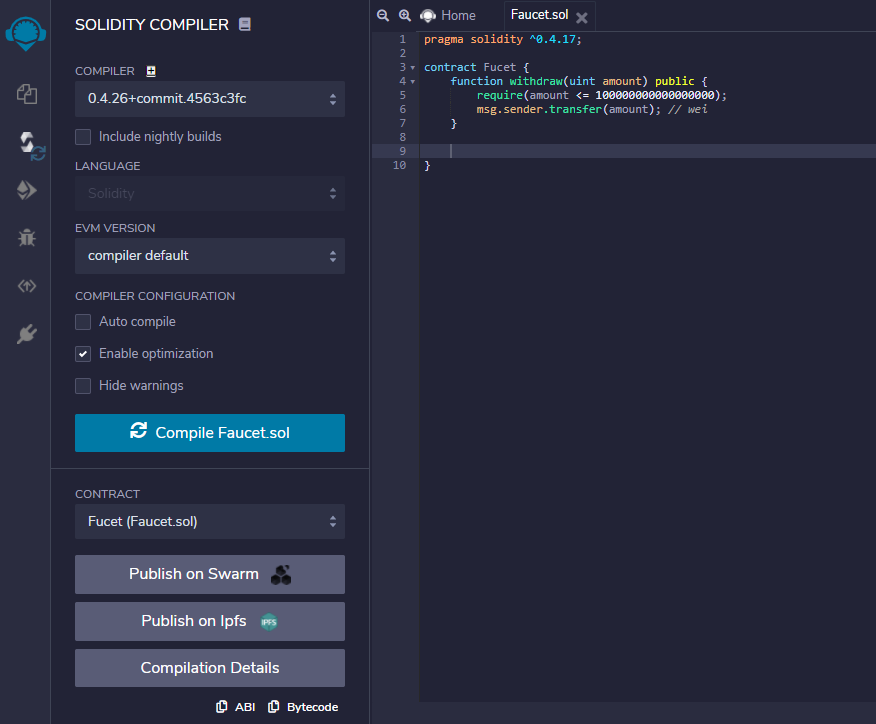 SOLIDITY COMPILER
COMPILER
0.4.26+commit.4563c3fc
Include nightly builds
LANGUAGE
Solidity
EVM VERSION
compiler default
COMPILER CONFIGURATION
Auto compile
Enable optimization
Hide warnings
Compile Faucet.sol
CONTRACT
Fucet (Faucet.sol)
Publish on Swarm
Publish on Ipfs IPFS
Compilation Details
ABI Bytecode
Home Faucet.sol
1 pragma solidity ^0.4.17;
2
3 contract Fucet {
4 function withdraw(uint amount) public {
5 require(amount <= 100000000000000000);
6 msg.sender.transfer(amount); // wei
7 }
8
9
10 }